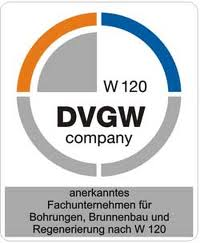 W 120
DVGW
company
anerkanntes
Fachunternehmen für
Bohrungen, Brunnenbau und
Regenerierung nach W 120